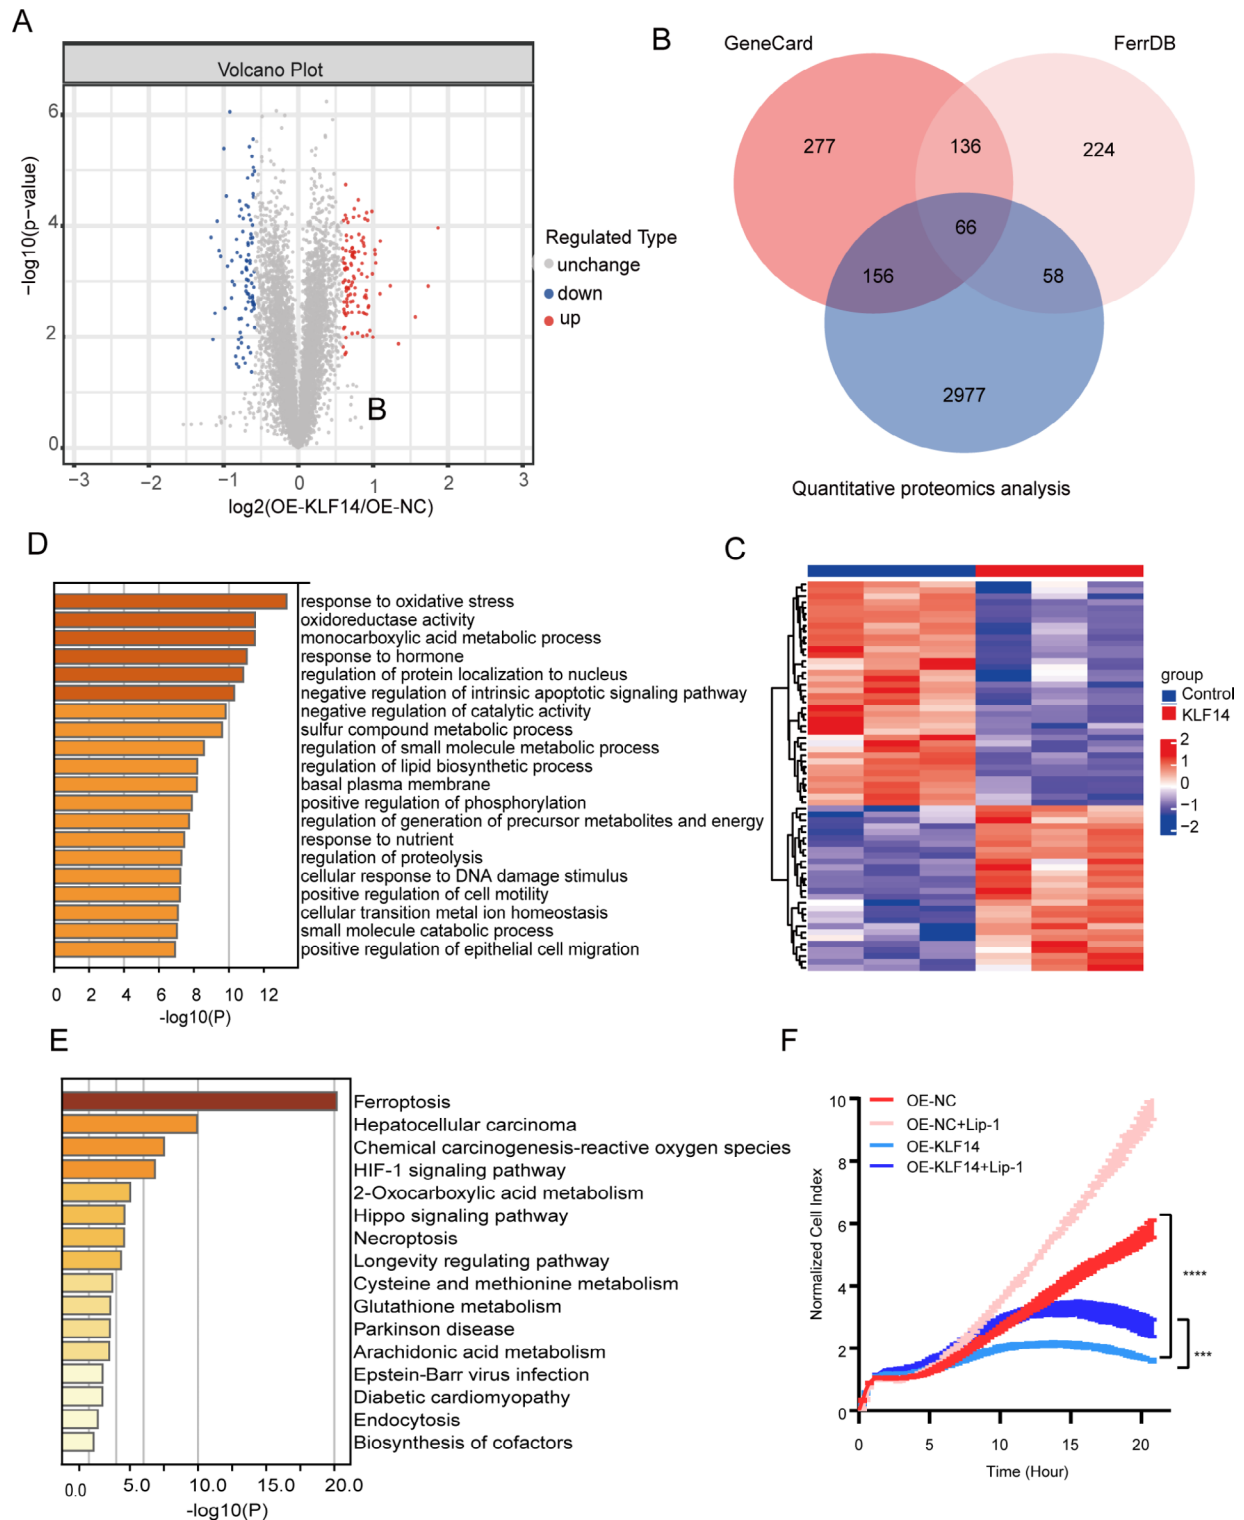 A
Volcano Plot
6
4
2
0
−log10(p−value)
−3
−2
−1
0
1
2
3
log2(OE-KLF14/OE-NC)
B
Regulated Type
unchange
down
up
B
GeneCard
FerrDB
277
136
224
66
156
58
2977
Quantitative proteomics analysis
D
response to oxidative stress
oxidoreductase activity
monocarboxylic acid metabolic process
response to hormone
regulation of protein localization to nucleus
negative regulation of intrinsic apoptotic signaling pathway
negative regulation of catalytic activity
sulfur compound metabolic process
regulation of small molecule metabolic process
regulation of lipid biosynthetic process
basal plasma membrane
positive regulation of phosphorylation
regulation of generation of precursor metabolites and energy
response to nutrient
regulation of proteolysis
cellular response to DNA damage stimulus
positive regulation of cell motility
cellular transition metal ion homeostasis
small molecule catabolic process
positive regulation of epithelial cell migration
0 2 4 6 8 10 12
-log10(P)
C
group
Control
KLF14
2
1
0
−1
−2
E
Ferroptosis
Hepatocellular carcinoma
Chemical carcinogenesis-reactive oxygen species
HIF-1 signaling pathway
2-Oxocarboxylic acid metabolism
Hippo signaling pathway
Necroptosis
Longevity regulating pathway
Cysteine and methionine metabolism
Glutathione metabolism
Parkinson disease
Arachidonic acid metabolism
Epstein-Barr virus infection
Diabetic cardiomyopathy
Endocytosis
Biosynthesis of cofactors
0.0 5.0 10.0 15.0 20.0
-log10(P)
F
OE-NC
OE-NC+Lip-1
OE-KLF14
OE-KLF14+Lip-1
10
8
6
4
2
0
Normalized Cell Index
****
***
0 5 10 15 20
Time (Hour)